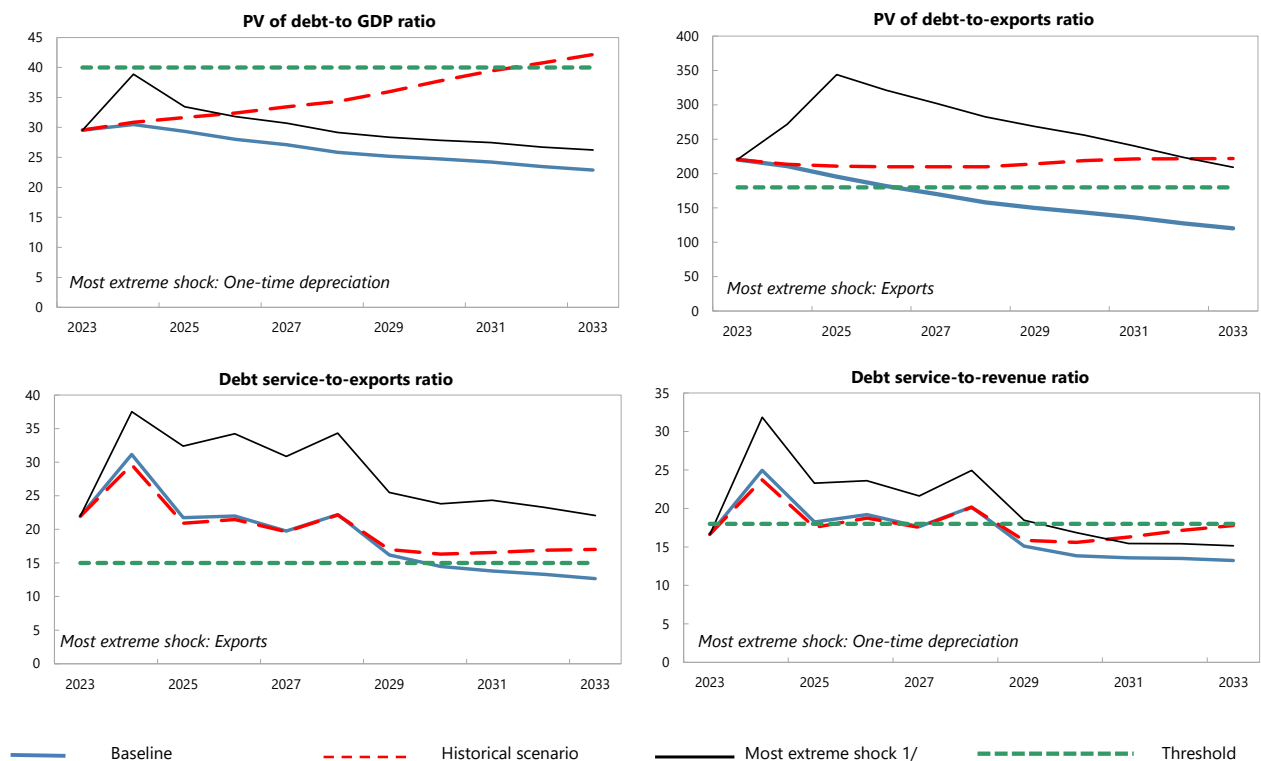 PV of debt-to GDP ratio
45
40
35
30
25
20
15
10
5
0
Most extreme shock: One-time depreciation
2023 2025 2027 2029 2031 2033
PV of debt-to-exports ratio
400
350
300
250
200
150
100
50
0
Most extreme shock: Exports
2023 2025 2027 2029 2031 2033
Debt service-to-exports ratio
40
35
30
25
20
15
10
5
0
Most extreme shock: Exports
2023 2025 2027 2029 2031 2033
Debt service-to-revenue ratio
35
30
25
20
15
10
5
0
Most extreme shock: One-time depreciation
2023 2025 2027 2029 2031 2033
Baseline Historical scenario Most extreme shock 1/ Threshold